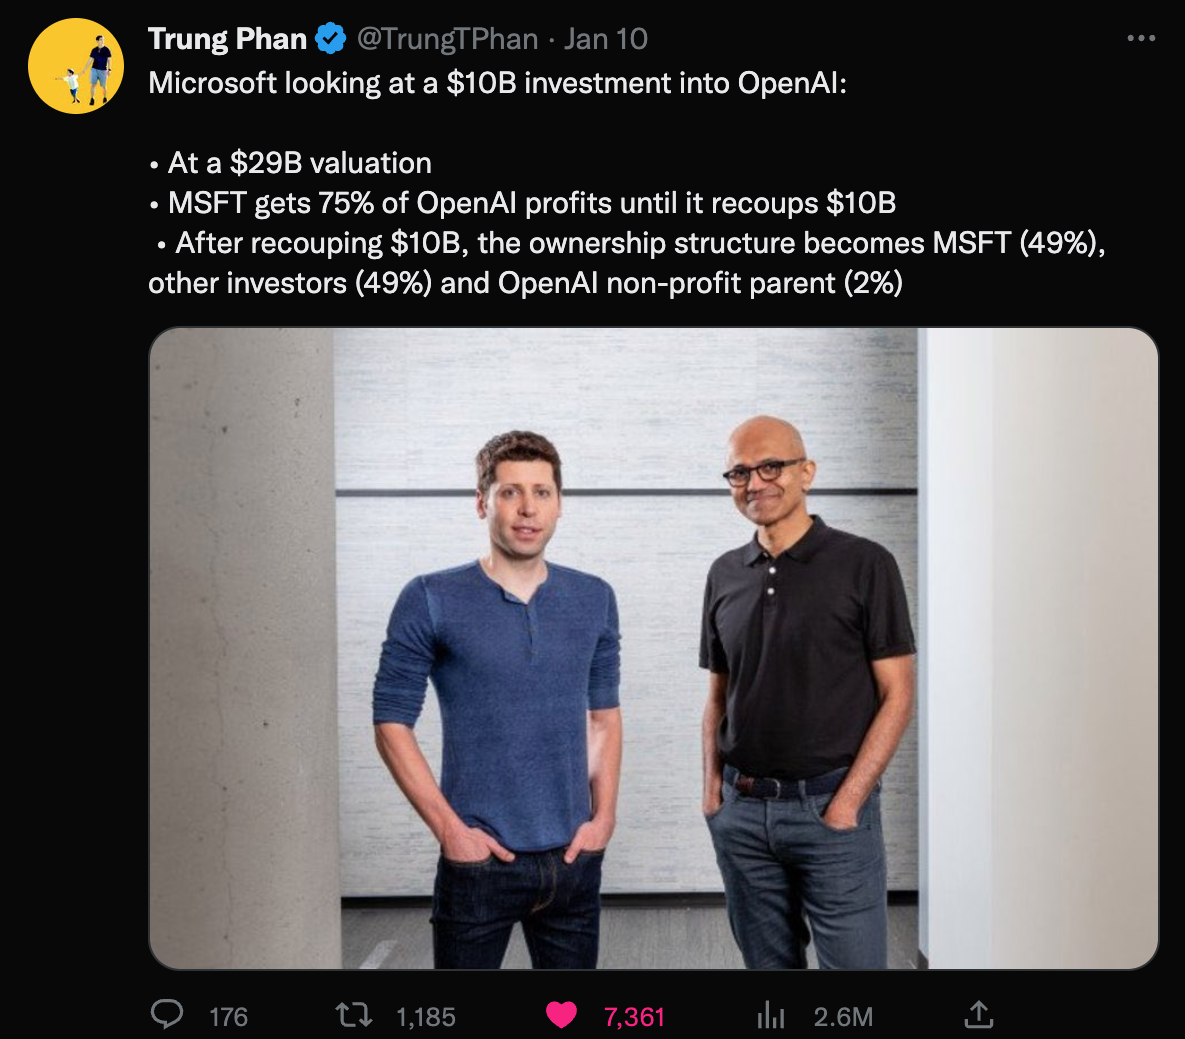 Trung Phan @TrungTPhan · Jan 10
Microsoft looking at a $10B investment into OpenAI:
• At a $29B valuation
• MSFT gets 75% of OpenAI profits until it recoups $10B
• After recouping $10B, the ownership structure becomes MSFT (49%),
other investors (49%) and OpenAI non-profit parent (2%)
176 1,185 7,361 2.6M